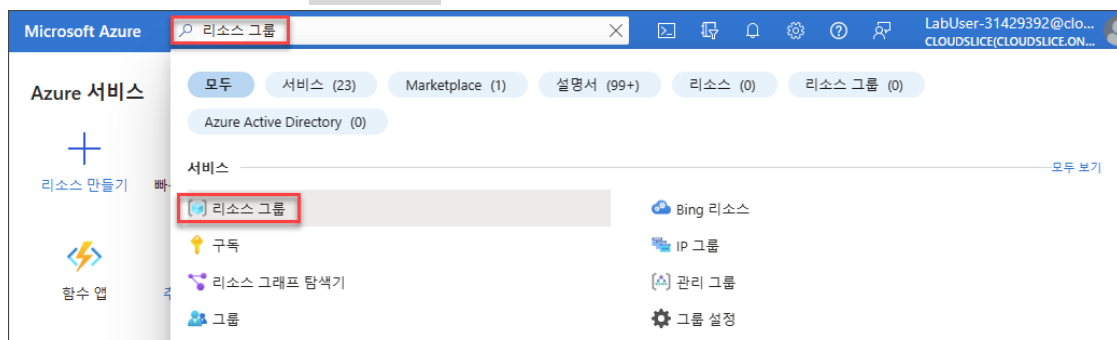 Microsoft Azure
리소스 그룹
LabUser-31429392@clo...
CLOUDSLICE(CLOUDSLICE.ON...
Azure 서비스
모두
서비스 (23)
Marketplace (1)
설명서 (99+)
리소스 (0)
리소스 그룹 (0)
Azure Active Directory (0)
서비스
모두 보기
리소스 만들기
리소스 그룹
Bing 리소스
구독
IP 그룹
리소스 그래프 탐색기
관리 그룹
함수 앱
그룹
그룹 설정